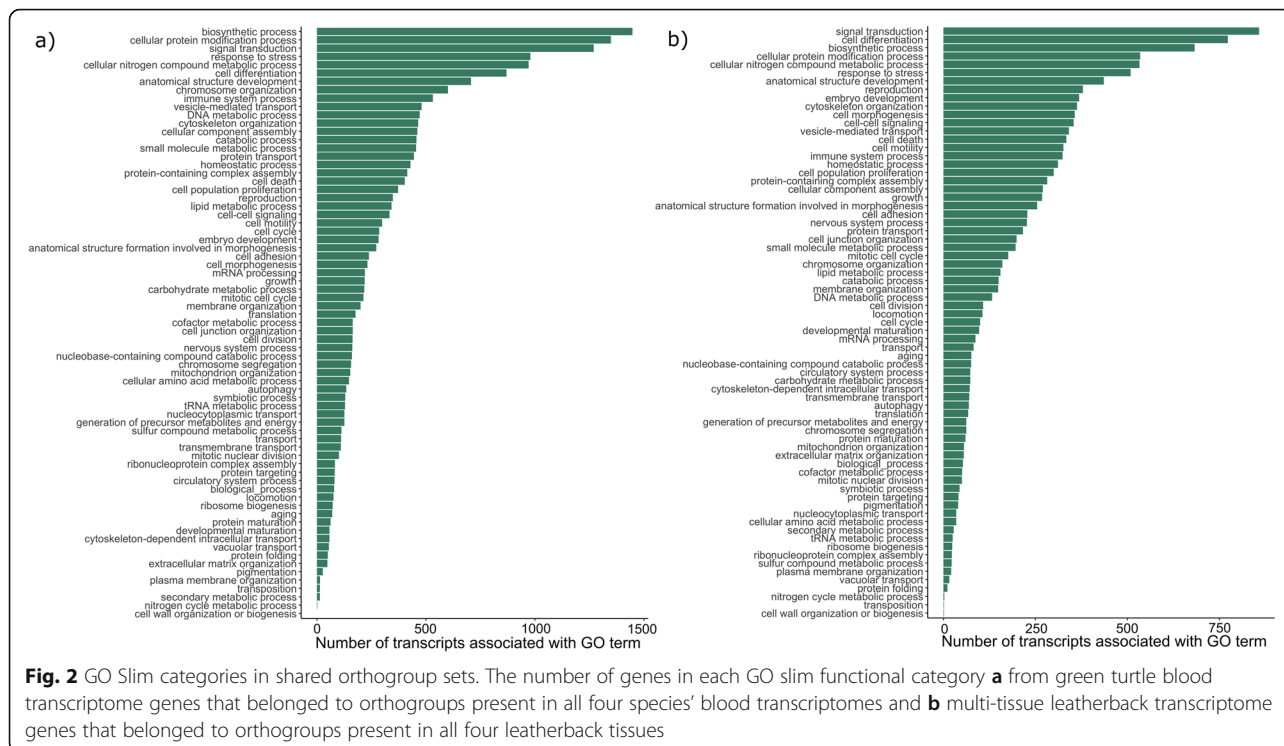 a)
biosynthetic process
cellular protein modification process
signal transduction
response to stress
cellular nitrogen compound metabolic process
cell differentiation
anatomical structure development
chromosome organization
immune system process
vesicle-mediated transport
DNA metabolic process
cytoskeleton organization
cellular component assembly
catabolic process
small molecule metabolic process
protein transport
homeostatic process
protein-containing complex assembly
cell death
cell population proliferation
reproduction
lipid metabolic process
cell-cell signaling
cell motility
cell cycle
embryo development
anatomical structure formation involved in morphogenesis
cell adhesion
cell morphogenesis
mRNA processing
growth
carbohydrate metabolic process
mitotic cell cycle
membrane organization
translation
cofactor metabolic process
cell junction organization
cell division
nervous system process
nucleobase-containing compound catabolic process
chromosome segregation
mitochondrion organization
cellular amino acid metabolic process
autophagy
symbiotic process
tRNA metabolic process
nucleocytoplasmic transport
generation of precursor metabolites and energy
sulfur compound metabolic process
transport
transmembrane transport
mitotic nuclear division
ribonucleoprotein complex assembly
protein targeting
circulatory system process
biological_process
locomotion
ribosome biogenesis
aging
protein maturation
developmental maturation
cytoskeleton-dependent intracellular transport
vacuolar transport
protein folding
extracellular matrix organization
pigmentation
plasma membrane organization
transposition
secondary metabolic process
nitrogen cycle metabolic process
cell wall organization or biogenesis
0 500 1000 1500
Number of transcripts associated with GO term
b)
signal transduction
cell differentiation
biosynthetic process
cellular protein modification process
cellular nitrogen compound metabolic process
response to stress
anatomical structure development
reproduction
embryo development
cytoskeleton organization
cell morphogenesis
cell-cell signaling
vesicle-mediated transport
cell death
cell motility
immune system process
homeostatic process
cell population proliferation
protein-containing complex assembly
cellular component assembly
growth
anatomical structure formation involved in morphogenesis
cell adhesion
nervous system process
protein transport
cell junction organization
small molecule metabolic process
mitotic cell cycle
chromosome organization
lipid metabolic process
catabolic process
membrane organization
DNA metabolic process
cell division
locomotion
cell cycle
developmental maturation
mRNA processing
transport
aging
nucleobase-containing compound catabolic process
circulatory system process
carbohydrate metabolic process
cytoskeleton-dependent intracellular transport
transmembrane transport
autophagy
translation
generation of precursor metabolites and energy
chromosome segregation
protein maturation
mitochondrion organization
extracellular matrix organization
biological_process
cofactor metabolic process
mitotic nuclear division
symbiotic process
protein targeting
pigmentation
nucleocytoplasmic transport
cellular amino acid metabolic process
secondary metabolic process
tRNA metabolic process
ribosome biogenesis
ribonucleoprotein complex assembly
sulfur compound metabolic process
plasma membrane organization
vacuolar transport
protein folding
nitrogen cycle metabolic process
transposition
cell wall organization or biogenesis
0 250 500 750
Number of transcripts associated with GO term
Fig. 2 GO Slim categories in shared orthogroup sets. The number of genes in each GO slim functional category a from green turtle blood
transcriptome genes that belonged to orthogroups present in all four species' blood transcriptomes and b multi-tissue leatherback transcriptome
genes that belonged to orthogroups present in all four leatherback tissues